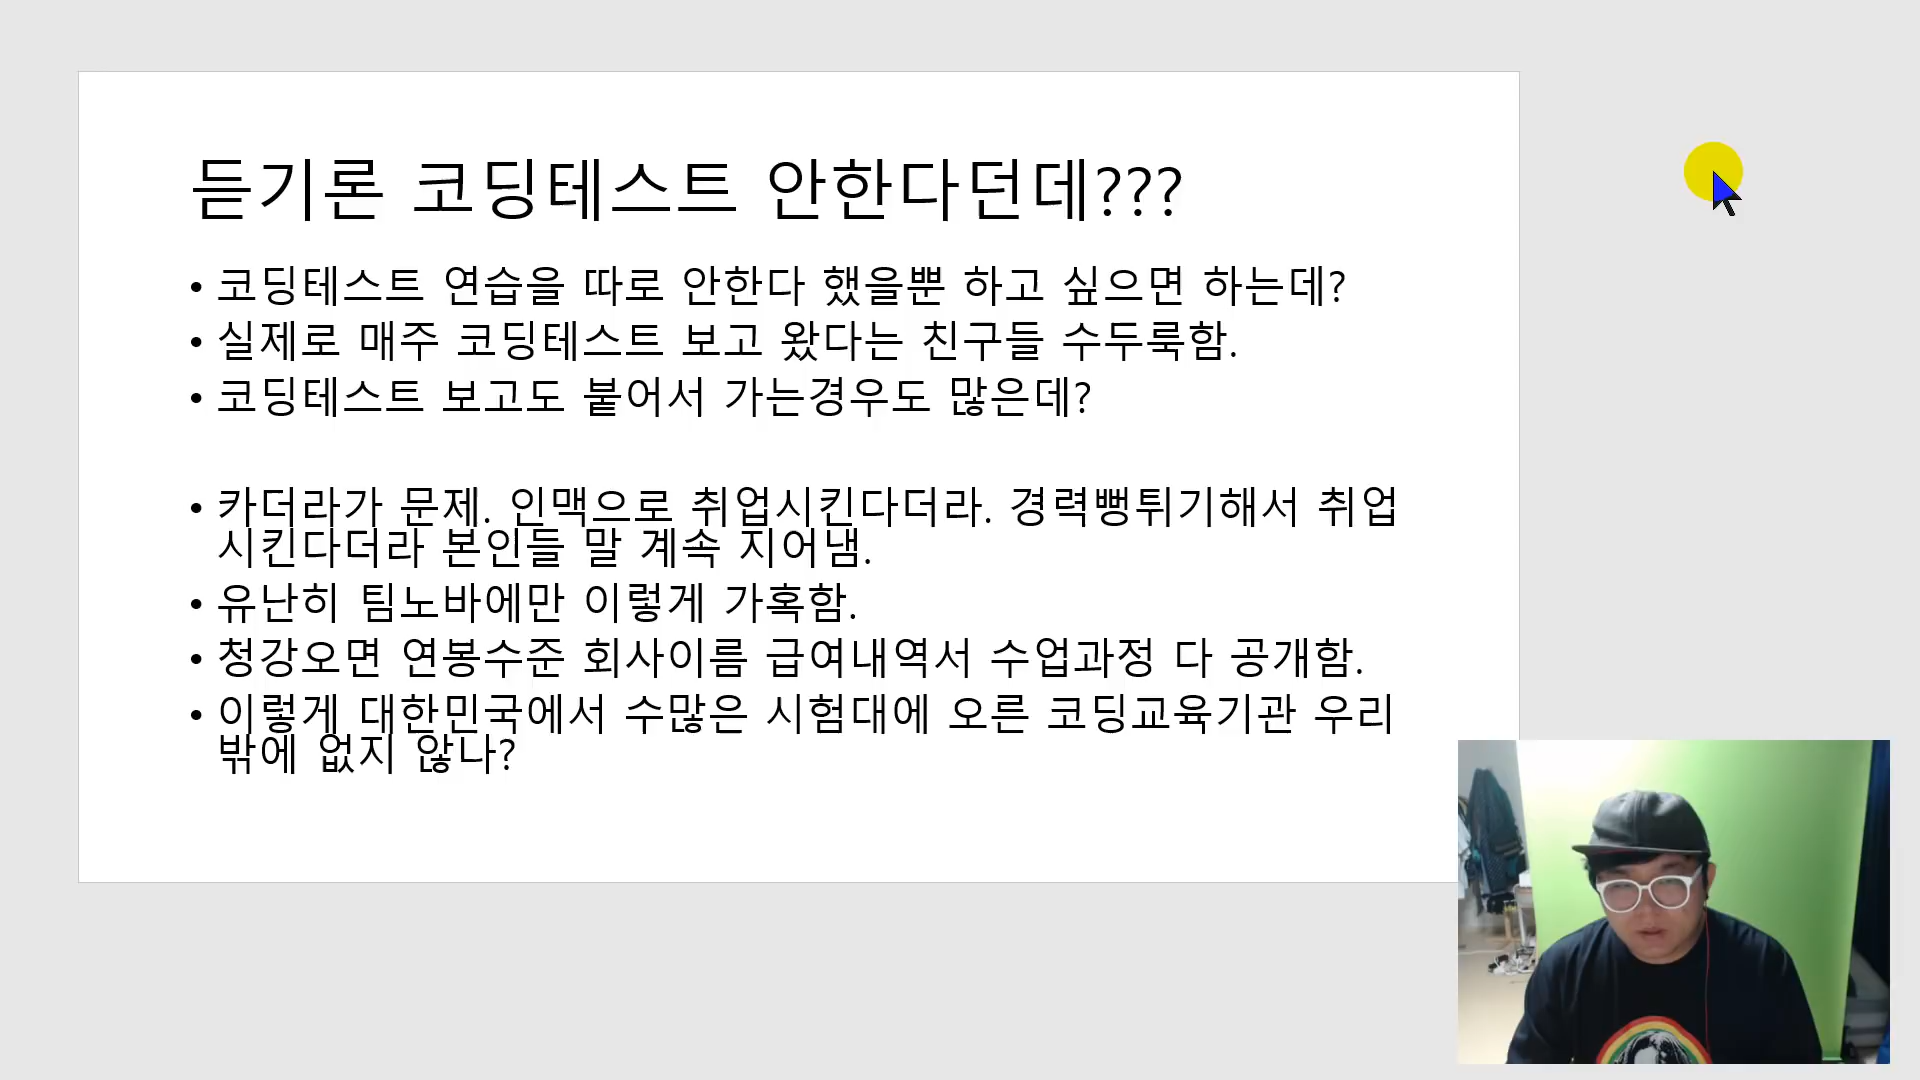 듣기론 코딩테스트 안한다던데???
• 코딩테스트 연습을 따로 안한다 했을뿐 하고 싶으면 하는데?
• 실제로 매주 코딩테스트 보고 왔다는 친구들 수두룩함.
• 코딩테스트 보고도 붙어서 가는경우도 많은데?
• 카더라가 문제. 인맥으로 취업시킨다더라. 경력뻥튀기해서 취업
시킨다더라 본인들 말 계속 지어냄.
• 유난히 팀노바에만 이렇게 가혹함.
• 청강오면 연봉수준 회사이름 급여내역서 수업과정 다 공개함.
• 이렇게 대한민국에서 수많은 시험대에 오른 코딩교육기관 우리
밖에 없지 않나?